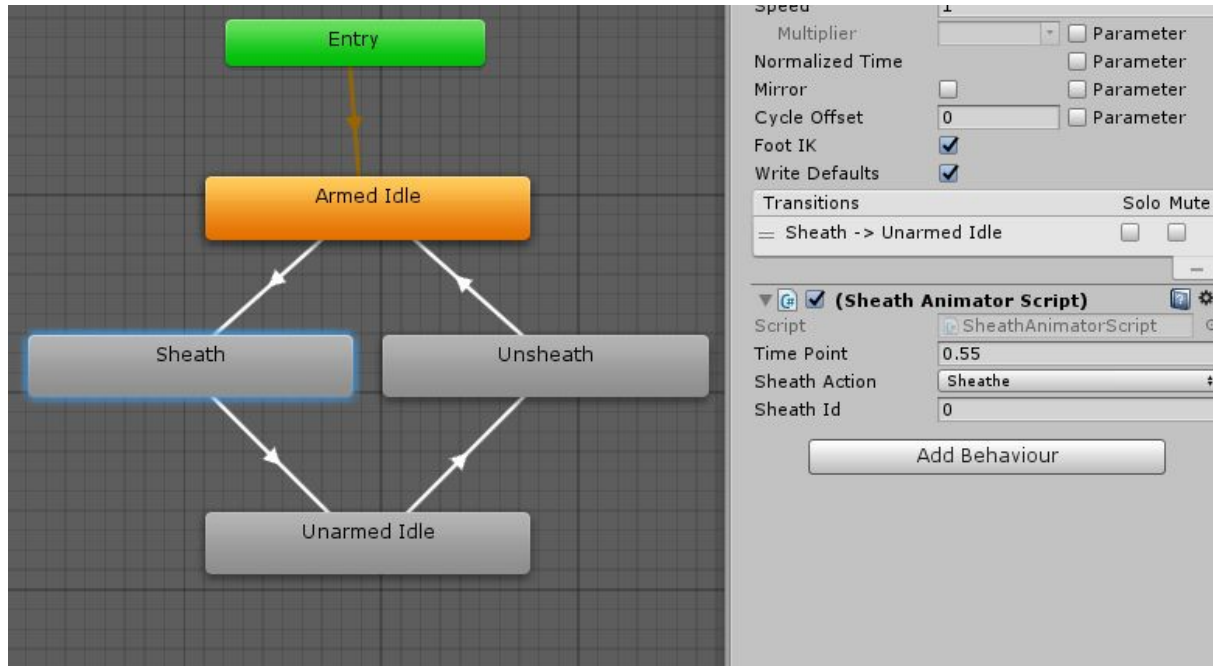 Entry
Armed Idle
Sheath
Unsheath
Unarmed Idle
Speed 1
Multiplier Parameter
Normalized Time Parameter
Mirror Parameter
Cycle Offset 0 Parameter
Foot IK
Write Defaults
Transitions Solo Mute
Sheath -> Unarmed Idle
(Sheath Animator Script)
Script SheathAnimatorScript
Time Point 0.55
Sheath Action Sheathe
Sheath Id 0
Add Behaviour